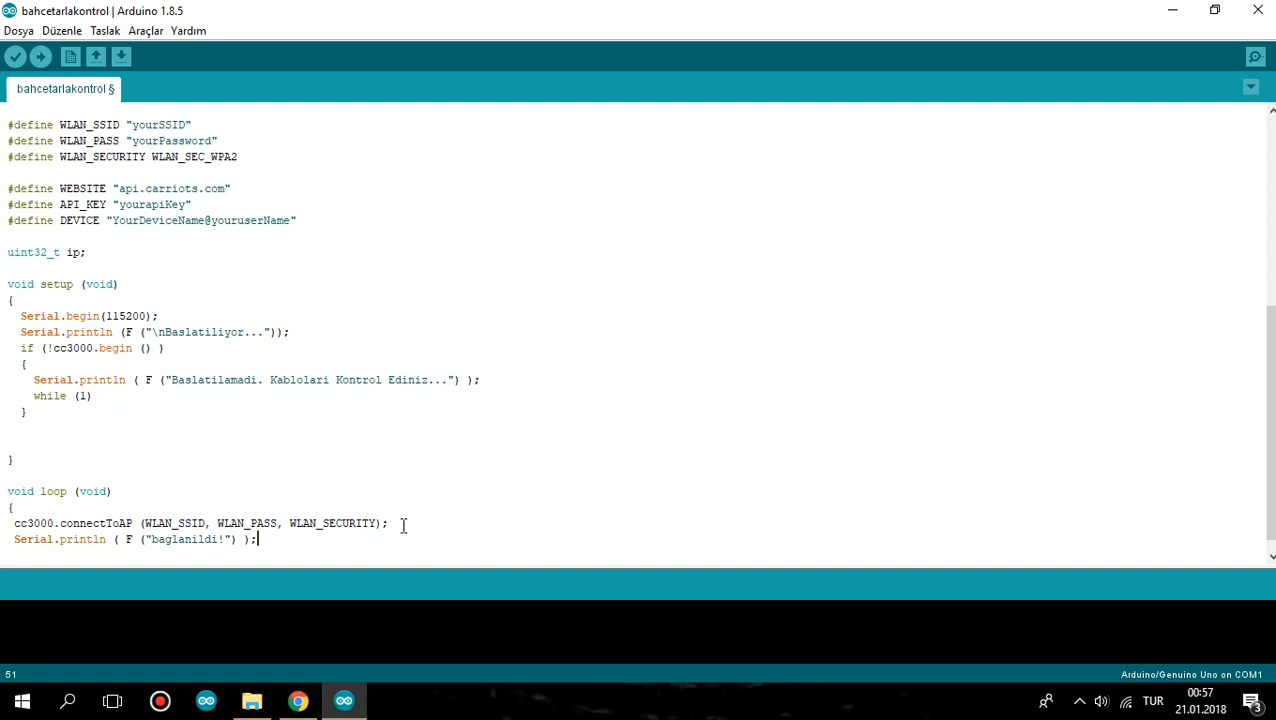 bahcetarlakontrol | Arduino 1.8.5
Dosya Düzenle Taslak Araçlar Yardım
bahcetarlakontrol §
#define WLAN_SSID "yourSSID"
#define WLAN_PASS "yourPassword"
#define WLAN_SECURITY WLAN_SEC_WPA2
#define WEBSITE "api.carriots.com"
#define API_KEY "yourapiKey"
#define DEVICE "YourDeviceName@youruserName"
uint32_t ip;
void setup (void)
{
Serial.begin(115200);
Serial.println (F ("\nBaslatiliyor..."));
if (!cc3000.begin () )
{
Serial.println ( F ("Baslatilamadi. Kablolari Kontrol Ediniz...") );
while (1)
}
}
void loop (void)
{
cc3000.connectToAP (WLAN_SSID, WLAN_PASS, WLAN_SECURITY);
Serial.println ( F ("baglanildi!") );
51
Arduino/Genuino Uno on COM1
TUR
00:57
21.01.2018
3